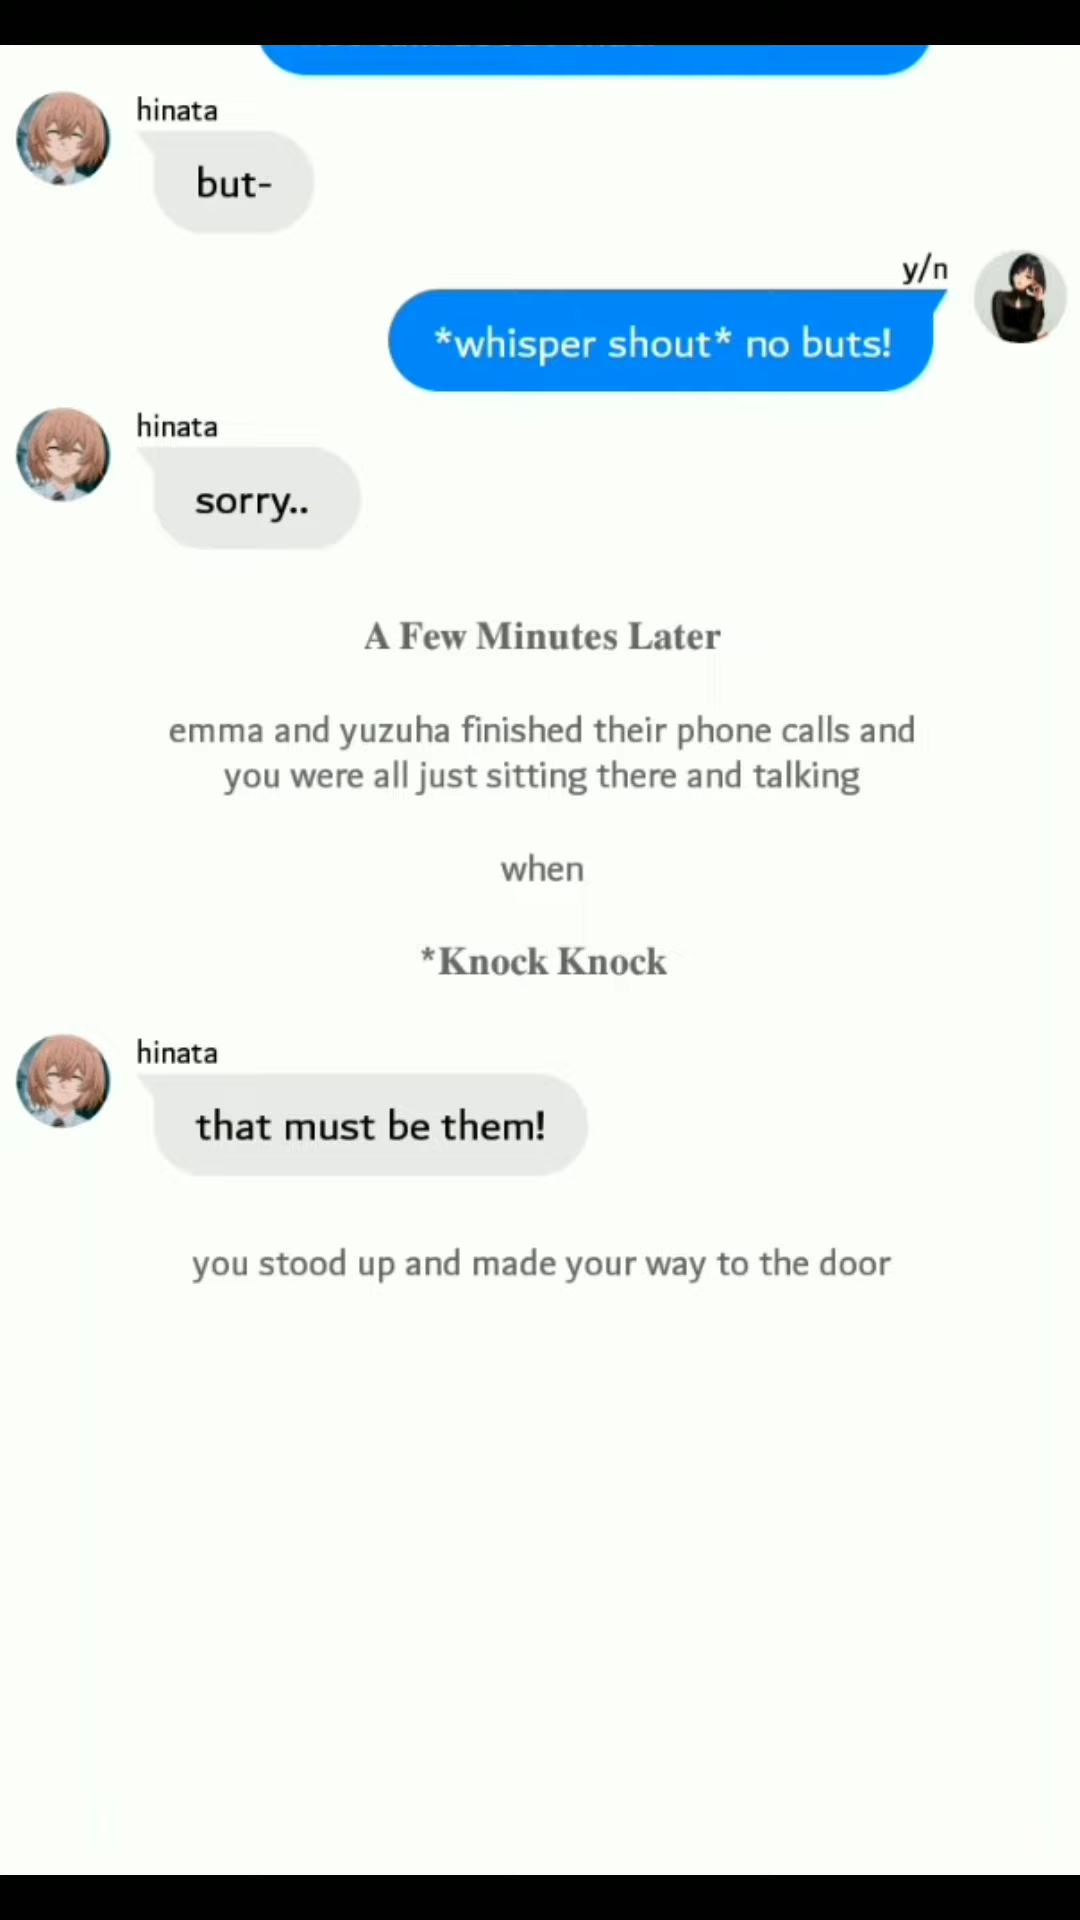 hinata
but-
y/n
*whisper shout* no buts!
hinata
sorry..
A Few Minutes Later
emma and yuzuha finished their phone calls and
you were all just sitting there and talking
when
*Knock Knock
hinata
that must be them!
you stood up and made your way to the door